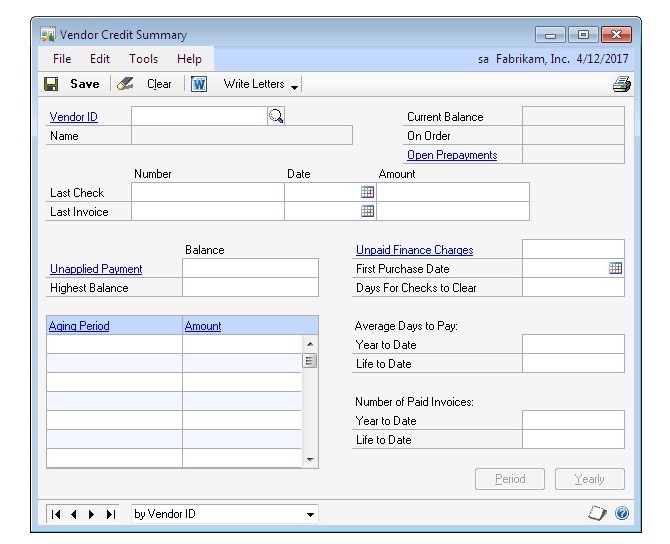 Vendor Credit Summary
File Edit Tools Help sa Fabrikam, Inc. 4/12/2017
Save Clear Write Letters
Vendor ID Current Balance
Name On Order
Open Prepayments
Number Date Amount
Last Check
Last Invoice
Balance Unpaid Finance Charges
Unapplied Payment First Purchase Date
Highest Balance Days For Checks to Clear
Aging Period Amount Average Days to Pay:
Year to Date
Life to Date
Number of Paid Invoices:
Year to Date
Life to Date
Period Yearly
by Vendor ID